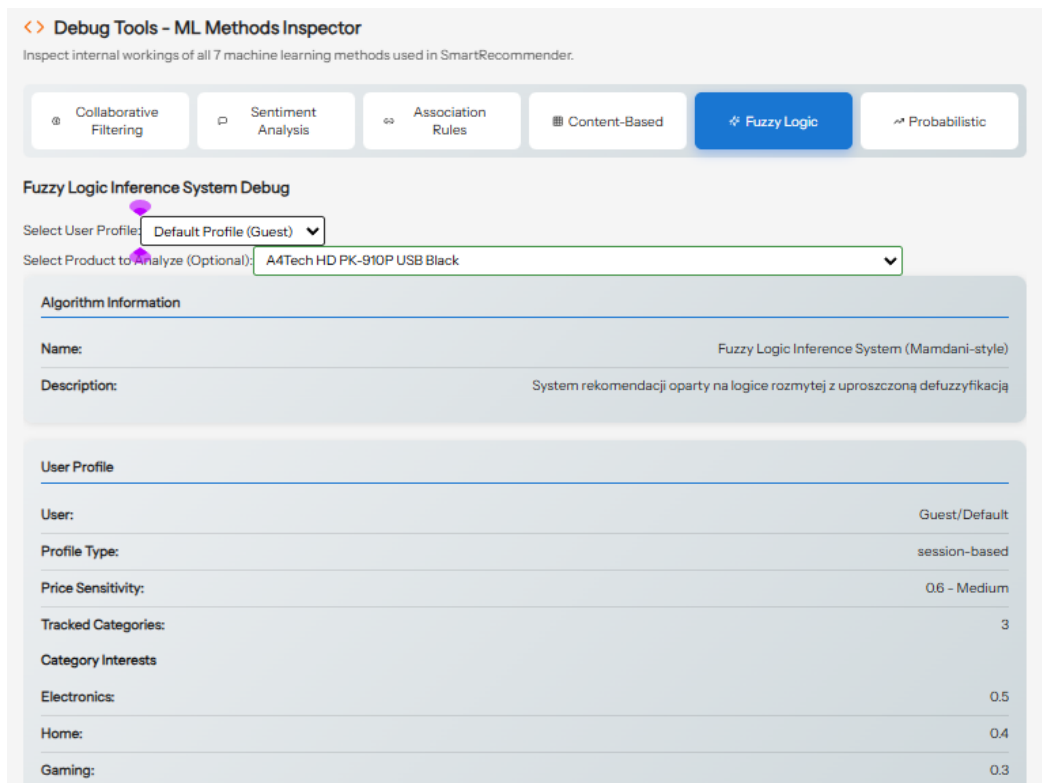 Debug Tools - ML Methods Inspector
Inspect internal workings of all 7 machine learning methods used in SmartRecommender.
Collaborative
Filtering
Sentiment
Analysis
Association
Rules
Content-Based
Fuzzy Logic
Probabilistic
Fuzzy Logic Inference System Debug
Select User Profile: Default Profile (Guest)
Select Product to Analyze (Optional): A4Tech HD PK-910P USB Black
Algorithm Information
Name: Fuzzy Logic Inference System (Mamdani-style)
Description: System rekomendacji oparty na logice rozmytej z uproszczoną defuzzyfikacją
User Profile
User: Guest/Default
Profile Type: session-based
Price Sensitivity: 0.6 - Medium
Tracked Categories: 3
Category Interests
Electronics: 0.5
Home: 0.4
Gaming: 0.3